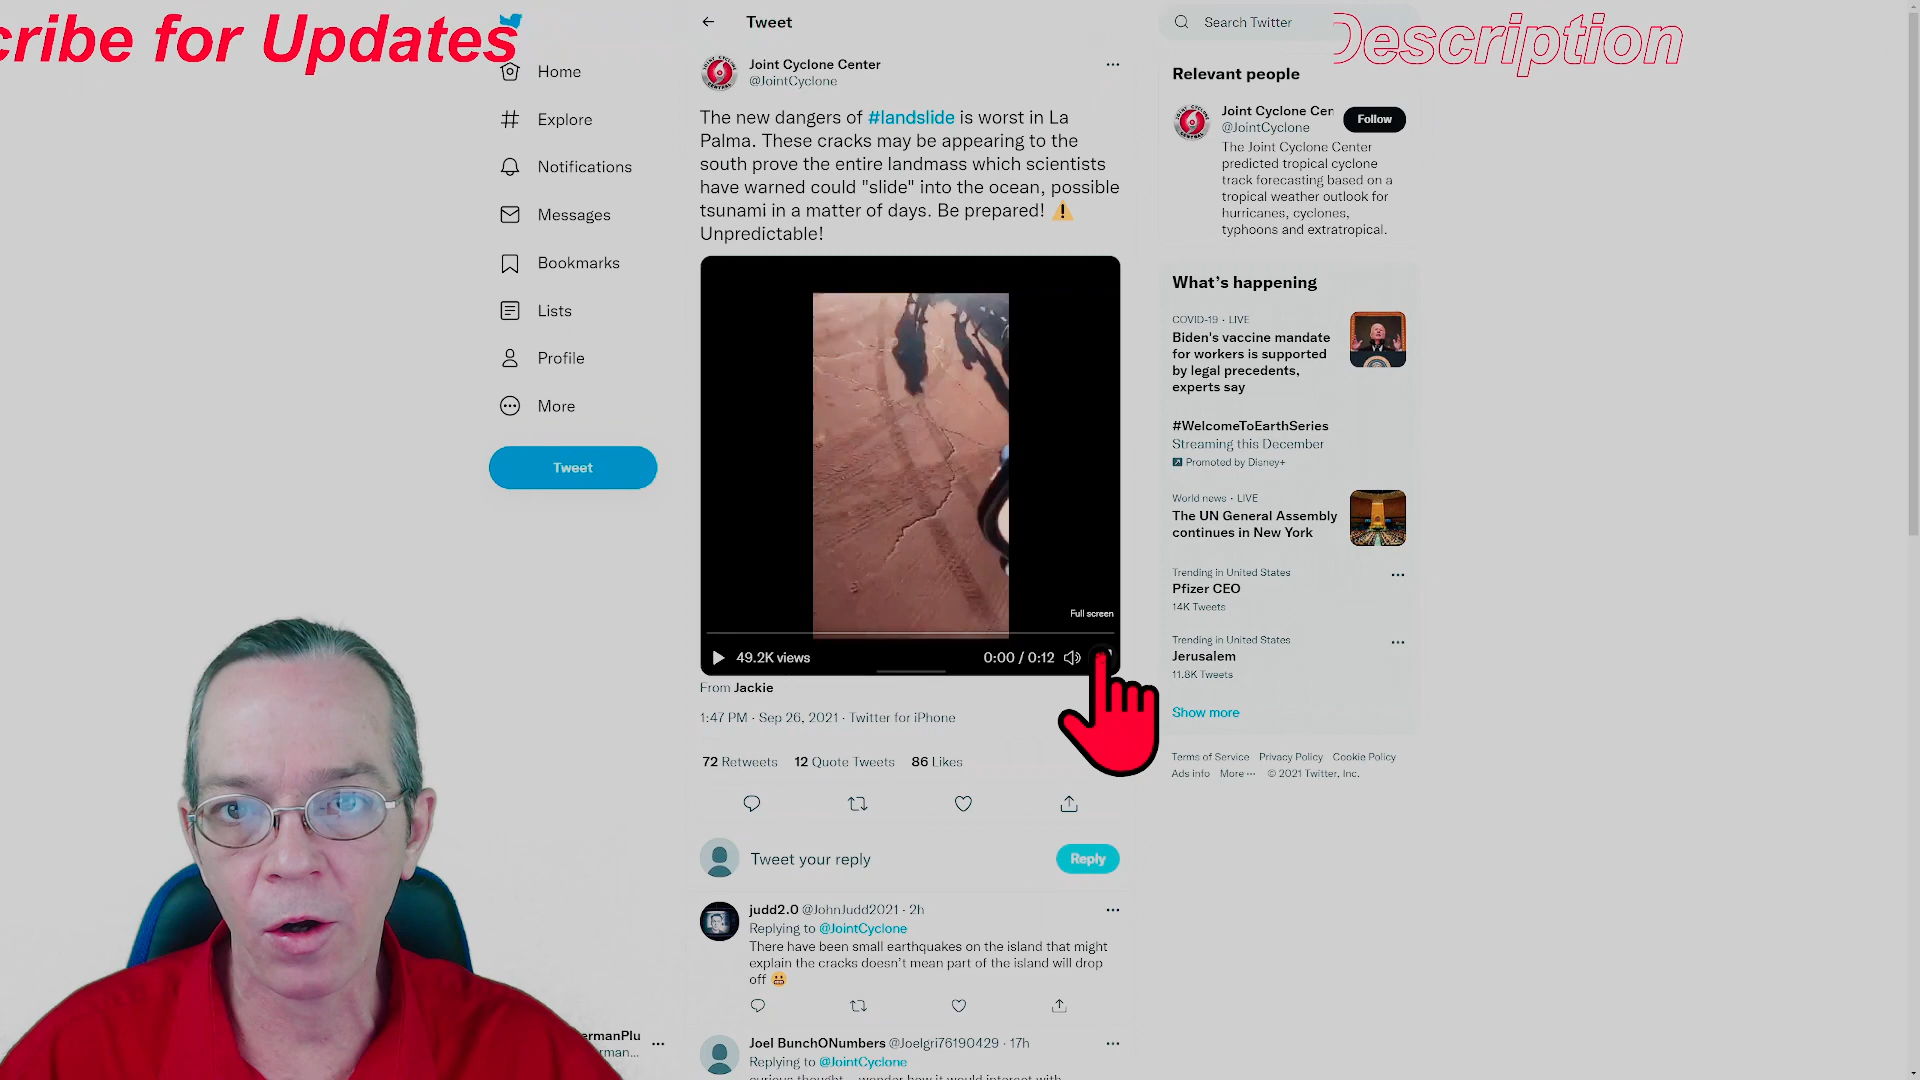 cribe for Updates
Description
Home
Explore
Notifications
Messages
Bookmarks
Lists
Profile
More
Tweet
Tweet
Joint Cyclone Center
@JointCyclone
The new dangers of #landslide is worst in La
Palma. These cracks may be appearing to the
south prove the entire landmass which scientists
have warned could "slide" into the ocean, possible
tsunami in a matter of days. Be prepared! ⚠️
Unpredictable!
Full screen
49.2K views
0:00 / 0:12
From Jackie
1:47 PM · Sep 26, 2021 · Twitter for iPhone
72 Retweets 12 Quote Tweets 86 Likes
Tweet your reply
Reply
judd2.0 @JohnJudd2021 · 2h
Replying to @JointCyclone
There have been small earthquakes on the island that might
explain the cracks doesn't mean part of the island will drop
off 😬
Joel BunchONumbers @Joelgri76190429 · 17h
Replying to @JointCyclone
ermanPlu
rman...
Search Twitter
Relevant people
Joint Cyclone Cer
@JointCyclone
Follow
The Joint Cyclone Center
predicted tropical cyclone
track forecasting based on a
tropical weather outlook for
hurricanes, cyclones,
typhoons and extratropical.
What's happening
COVID-19 · LIVE
Biden's vaccine mandate
for workers is supported
by legal precedents,
experts say
#WelcomeToEarthSeries
Streaming this December
Promoted by Disney+
World news · LIVE
The UN General Assembly
continues in New York
Trending in United States
Pfizer CEO
14K Tweets
Trending in United States
Jerusalem
11.8K Tweets
Show more
Terms of Service Privacy Policy Cookie Policy
Ads info More ··· © 2021 Twitter, Inc.